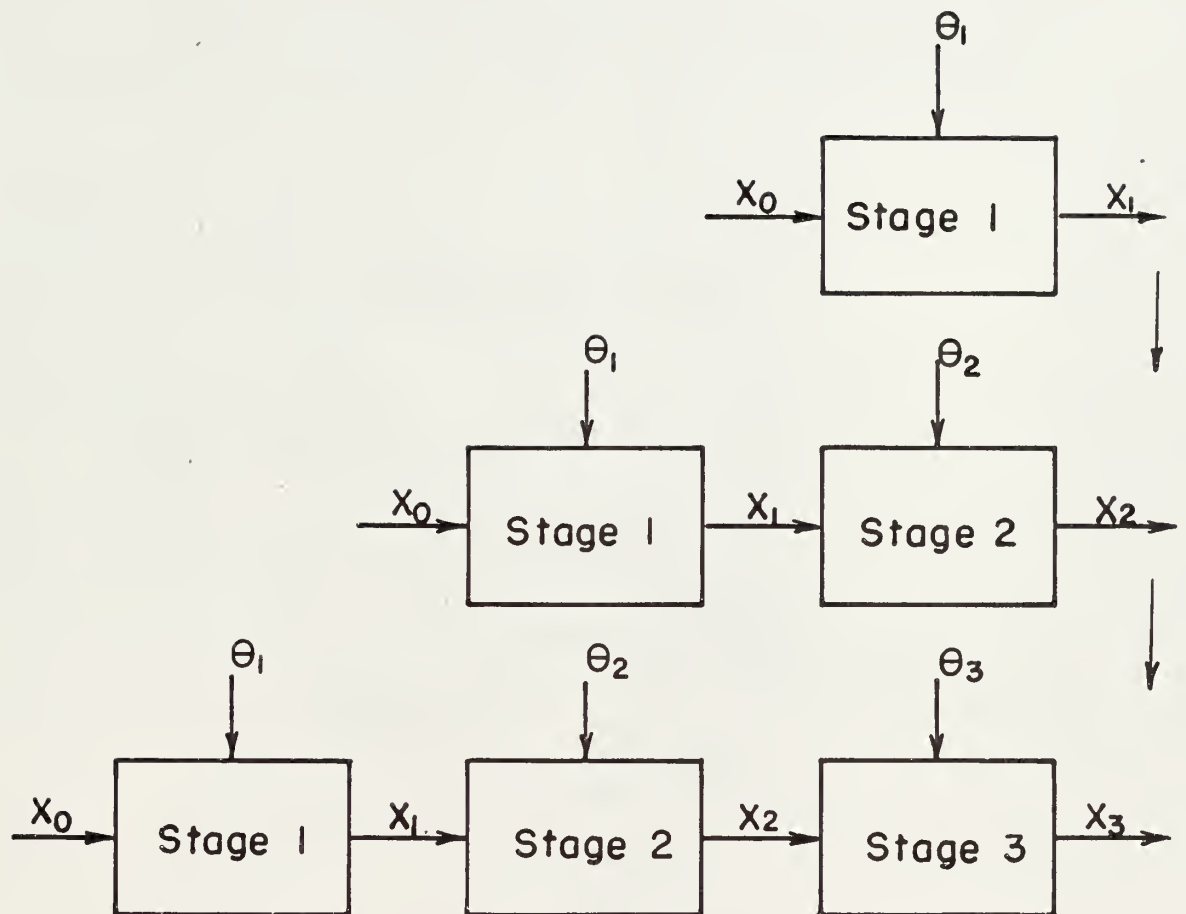 θ₁
X₀ Stage 1 X₁
θ₁ θ₂
X₀ Stage 1 X₁ Stage 2 X₂
θ₁ θ₂ θ₃
X₀ Stage 1 X₁ Stage 2 X₂ Stage 3 X₃